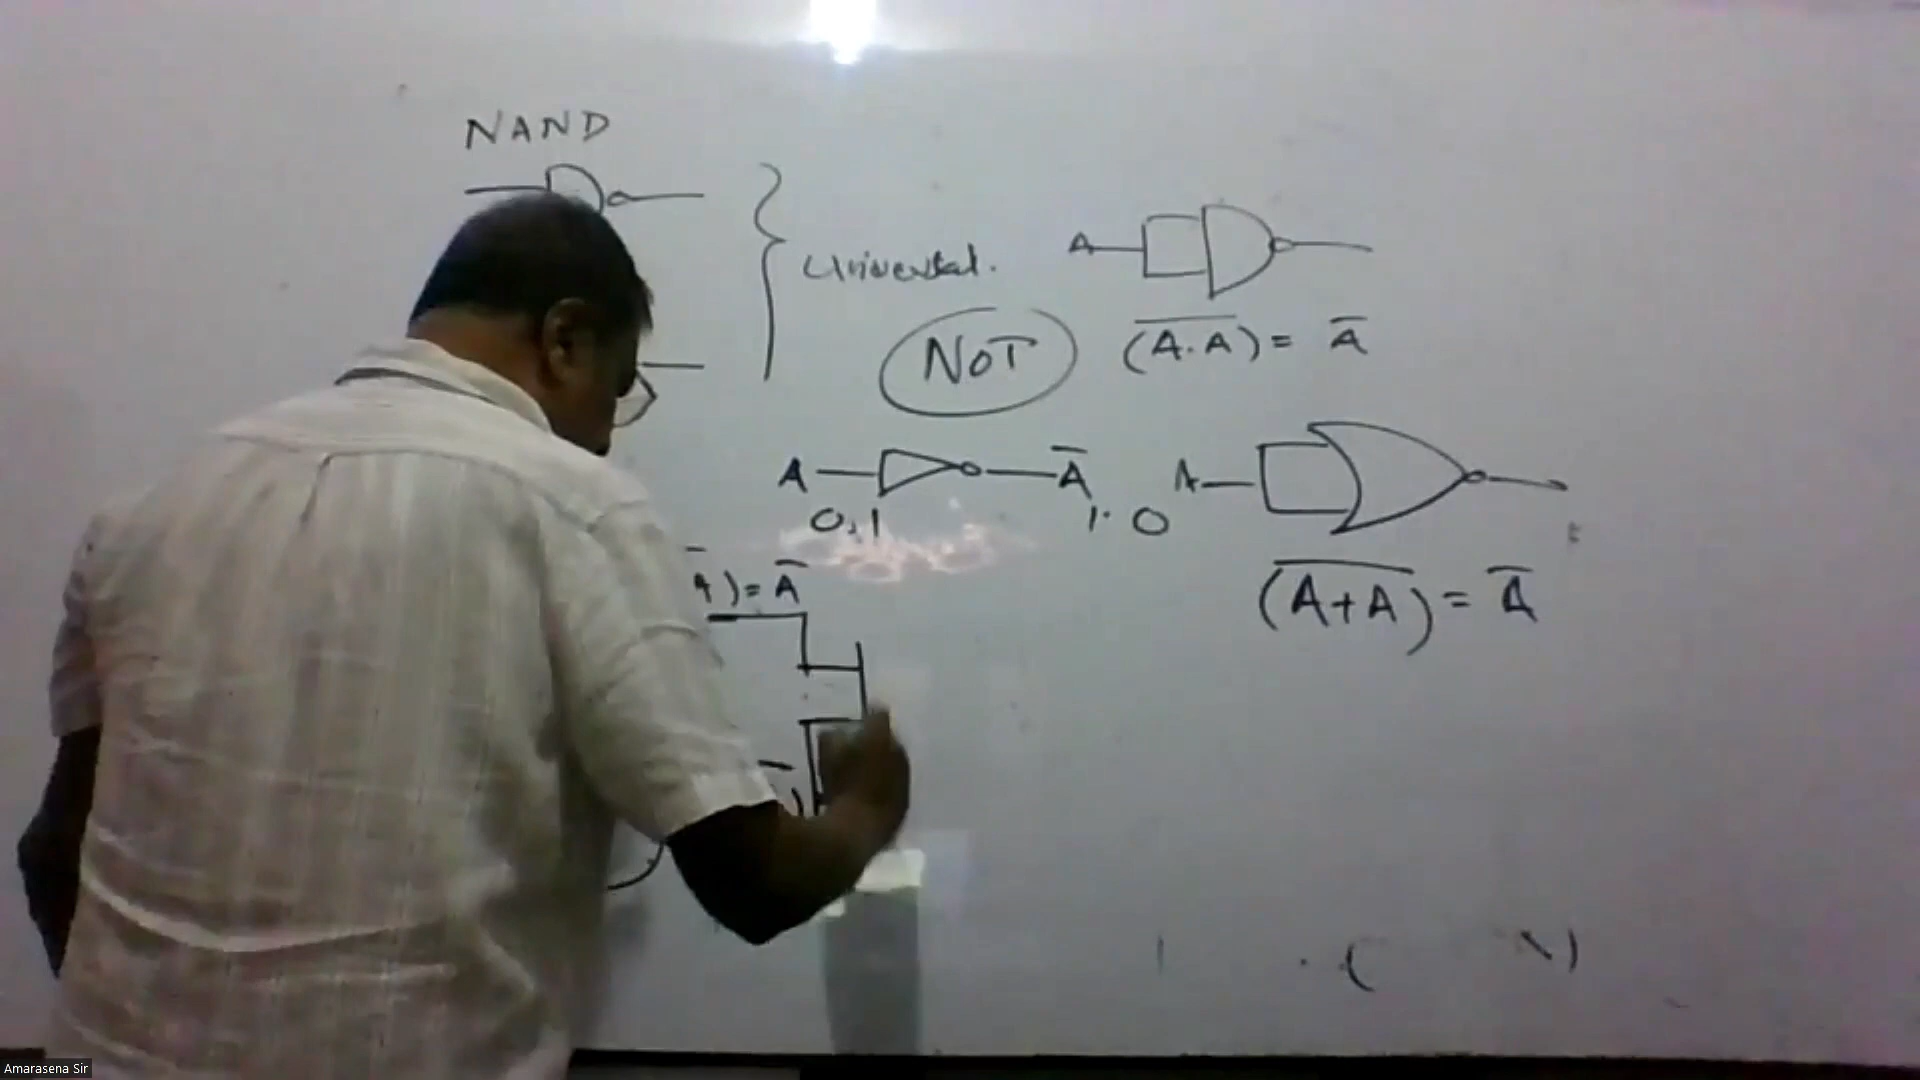 NAND
Universal.
A
NOT
(A̅.̅A̅) = A̅
A
A̅
A
0,1
1. 0
A̅) = A̅
(A̅+̅A̅) = A̅
Amarasena Sir